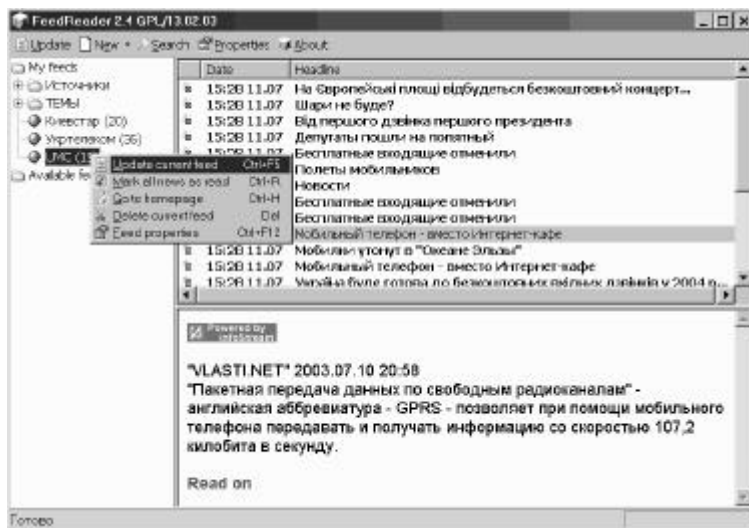 FeedReader 2.4 GPL/13.02.03
Update New Search Properties About
My feeds
Источники
ТЕМЫ
Киевстар (20)
Укртелеком (36)
UMC
Available
Update current feed Ctrl+F5
Mark all news as read Ctrl-R
Go to homepage Ctrl-H
Delete current feed Del
Feed properties Ctrl+F12
Date Headline
15:28 11.07 На Європейські площі відбудеться безкоштовний концерт...
15:28 11.07 Шари не буде?
15:28 11.07 Від першого дзвінка першого президента
15:28 11.07 Депутаты пошли на попятный
Бесплатные входящие отменили
Полеты мобильников
Новости
Бесплатные входящие отменили
Бесплатные входящие отменили
Мобильный телефон - вместо Интернет-кафе
15:28 11.07 Мобилки утонут в "Океане Эльзы"
15:28 11.07 Мобильный телефон - вместо Интернет-кафе
15:28 11.07 Україна буде готова до безкоштовних вхідних дзвінків у 2004 р...
Powered by
InfoStream
"VLASTI.NET" 2003.07.10 20:58
"Пакетная передача данных по свободным радиоканалам" -
английская аббревиатура - GPRS - позволяет при помощи мобильного
телефона передавать и получать информацию со скоростью 107,2
килобита в секунду.
Read on
Готово